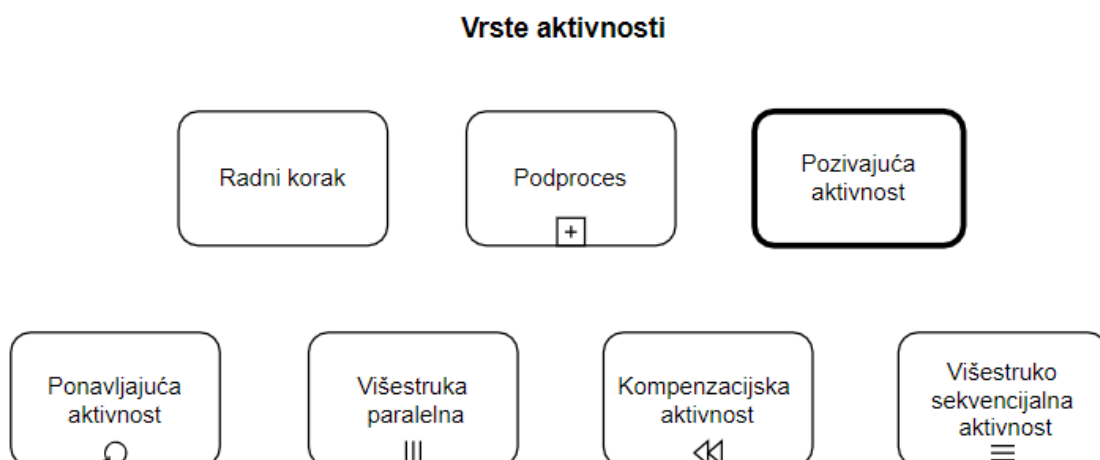 Vrste aktivnosti
Radni korak
Podproces
Pozivajuća
aktivnost
Ponavljajuća
aktivnost
Višestruka
paralelna
Kompenzacijska
aktivnost
Višestruko
sekvencijalna
aktivnost